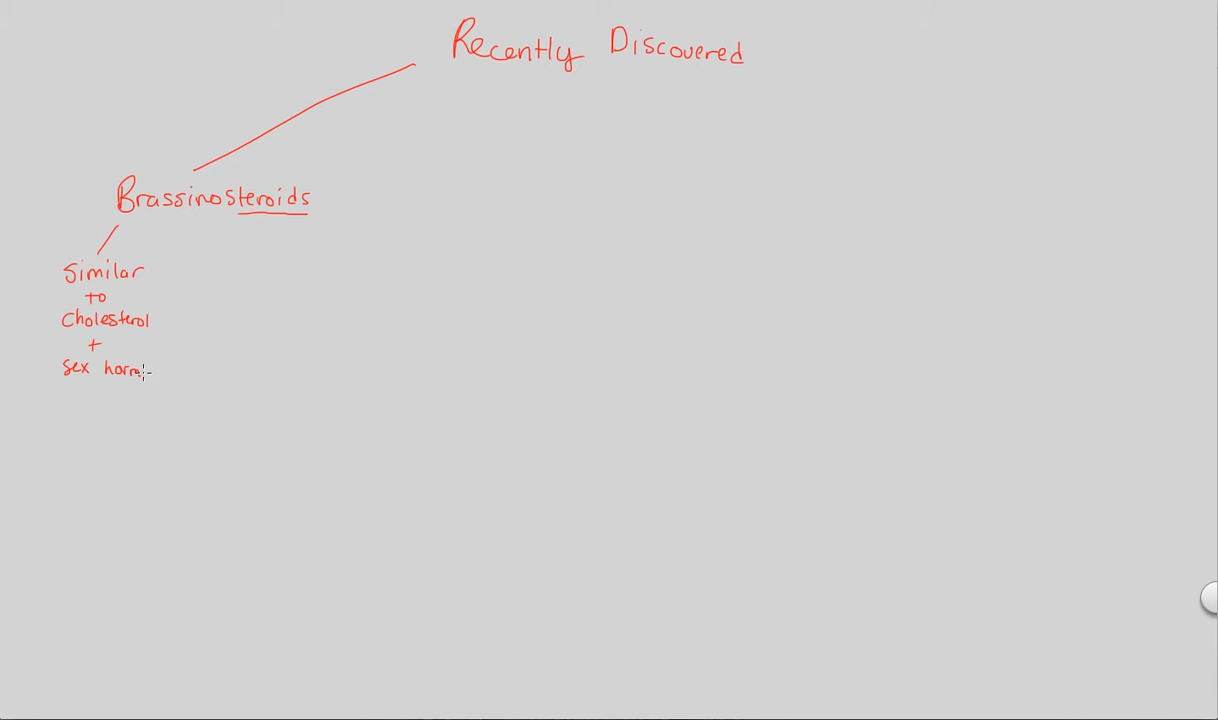 Recently Discovered
Brassinosteroids
Similar
to
Cholesterol
+
Sex horm